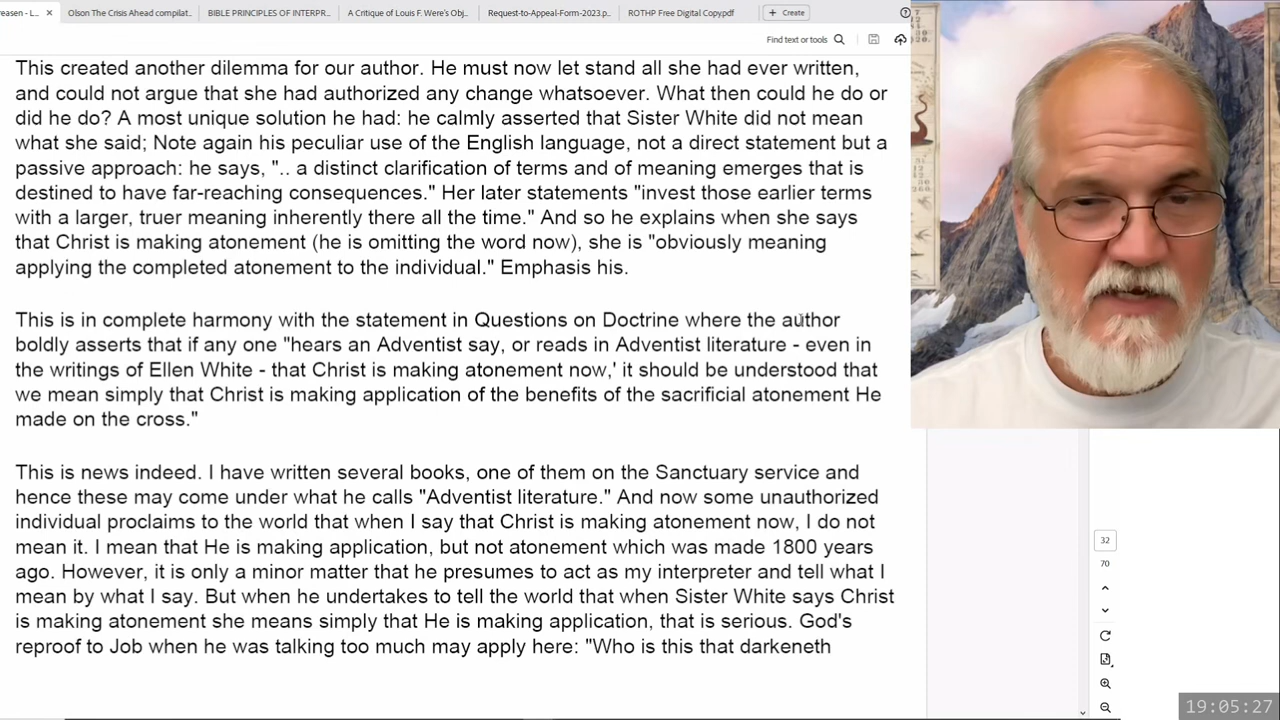 reasen - L...
Olson The Crisis Ahead compilat..
BIBLE PRINCIPLES OF INTERPR...
A Critique of Louis F. Were's Obj..
Request-to-Appeal-Form-2023.p..
ROTHP Free Digital Copy.pdf
+ Create
Find text or tools
This created another dilemma for our author. He must now let stand all she had ever written,
and could not argue that she had authorized any change whatsoever. What then could he do or
did he do? A most unique solution he had: he calmly asserted that Sister White did not mean
what she said; Note again his peculiar use of the English language, not a direct statement but a
passive approach: he says, ".. a distinct clarification of terms and of meaning emerges that is
destined to have far-reaching consequences." Her later statements "invest those earlier terms
with a larger, truer meaning inherently there all the time." And so he explains when she says
that Christ is making atonement (he is omitting the word now), she is "obviously meaning
applying the completed atonement to the individual." Emphasis his.
This is in complete harmony with the statement in Questions on Doctrine where the author
boldly asserts that if any one "hears an Adventist say, or reads in Adventist literature - even in
the writings of Ellen White - that Christ is making atonement now,' it should be understood that
we mean simply that Christ is making application of the benefits of the sacrificial atonement He
made on the cross."
This is news indeed. I have written several books, one of them on the Sanctuary service and
hence these may come under what he calls "Adventist literature." And now some unauthorized
individual proclaims to the world that when I say that Christ is making atonement now, I do not
mean it. I mean that He is making application, but not atonement which was made 1800 years
ago. However, it is only a minor matter that he presumes to act as my interpreter and tell what I
mean by what I say. But when he undertakes to tell the world that when Sister White says Christ
is making atonement she means simply that He is making application, that is serious. God's
reproof to Job when he was talking too much may apply here: "Who is this that darkeneth
32
70
19:05:27